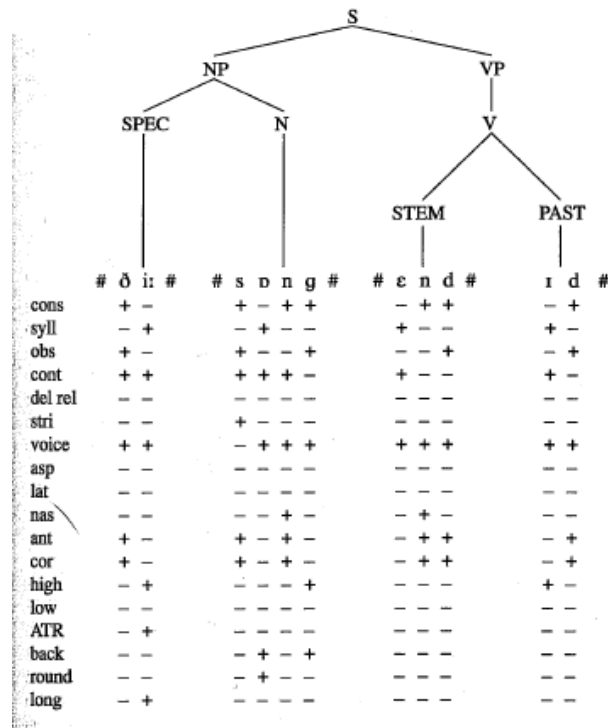 S
NP VP
SPEC N V
STEM PAST
# ð iː # # s ɒ n ɡ # # ɛ n d # ɪ d #
cons + − + − + + − + + − +
syll − + − + − − + − − + −
obs + − + − − + − − + − +
cont + + + + + − + − − + −
del rel − − − − − − − − − − −
stri − − + − − − − − − − −
voice + + − + + + + + + + +
asp − − − − − − − − − − −
lat − − − − − − − − − − −
nas − − − − + − − + − − −
ant + − + − + − − + + − +
cor + − + − + − − + + − +
high − + − − − + − − − + −
low − − − − − − − − − − −
ATR − + − − − − − − − − −
back − − − + − + − − − − −
round − − − + − − − − − − −
long − + − − − − − − − − −